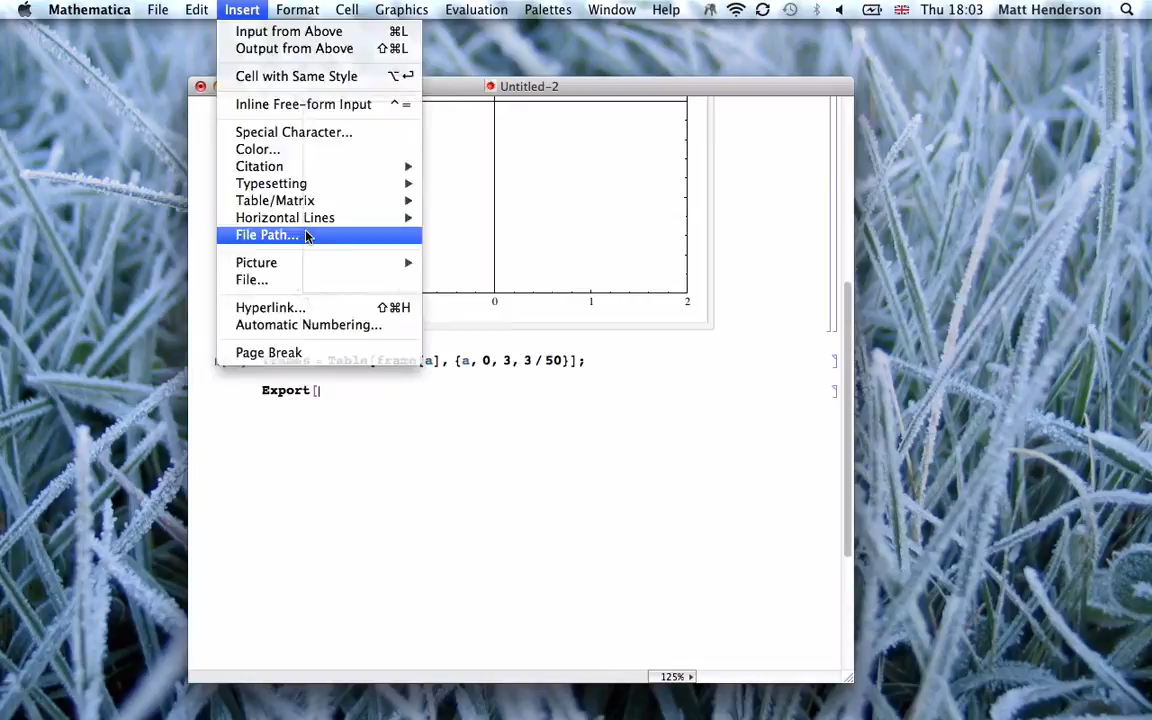 Mathematica File Edit Insert Format Cell Graphics Evaluation Palettes Window Help Thu 18:03 Matt Henderson
Input from Above ⌘L
Output from Above ⇧⌘L
Cell with Same Style ⌥↩
Inline Free-form Input ^ =
Special Character...
Color...
Citation
Typesetting
Table/Matrix
Horizontal Lines
File Path...
Picture
File...
Hyperlink... ⇧⌘H
Automatic Numbering...
Page Break
Untitled-2
0 1 2
frames = Table[frame[a], {a, 0, 3, 3 / 50}];
Export[
125%